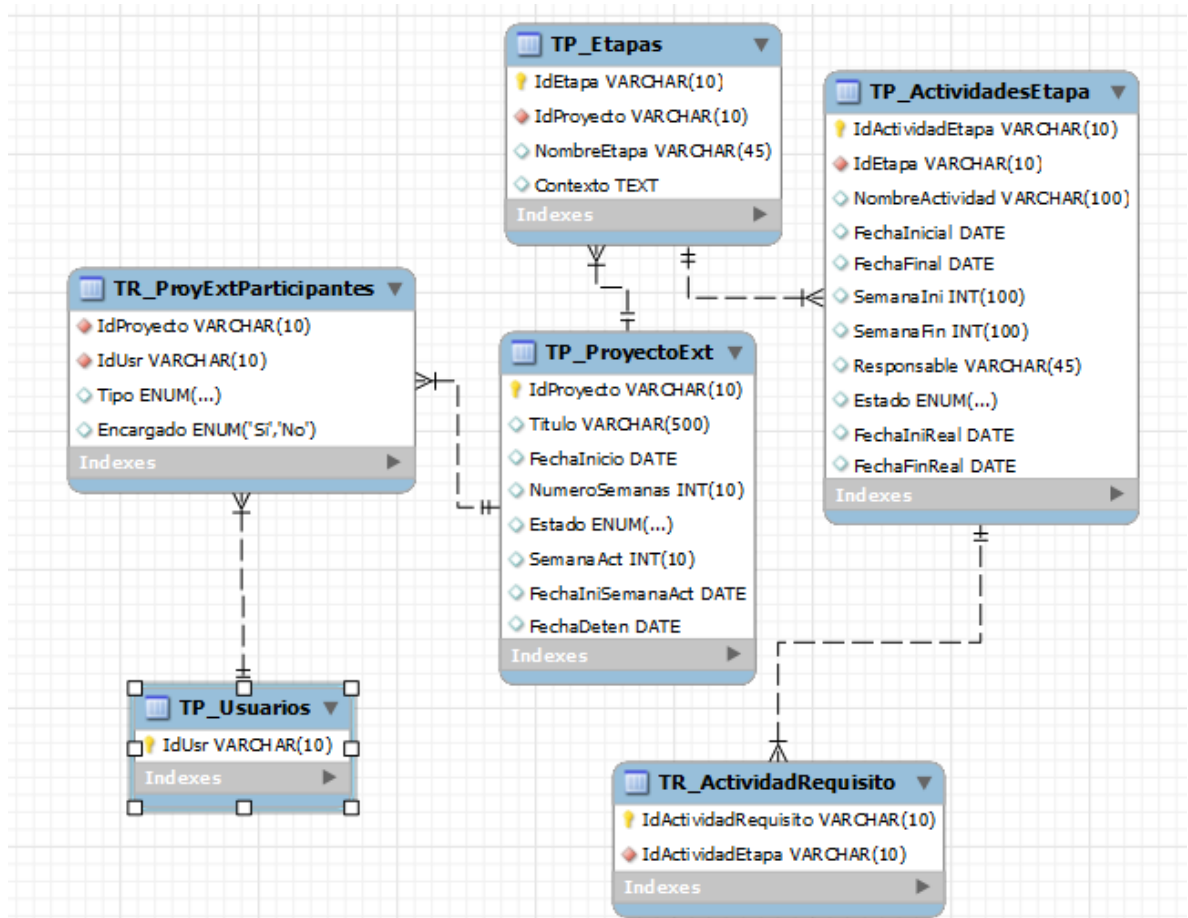 TP_Etapas
IdEtapa VARCHAR(10)
IdProyecto VARCHAR(10)
NombreEtapa VARCHAR(45)
Contexto TEXT
Indexes
TP_ActividadesEtapa
IdActividadEtapa VARCHAR(10)
IdEtapa VARCHAR(10)
NombreActividad VARCHAR(100)
FechaInicial DATE
FechaFinal DATE
SemanaIni INT(100)
SemanaFin INT(100)
Responsable VARCHAR(45)
Estado ENUM(...)
FechaIniReal DATE
FechaFinReal DATE
Indexes
TR_ProyExtParticipantes
IdProyecto VARCHAR(10)
IdUsr VARCHAR(10)
Tipo ENUM(...)
Encargado ENUM('Si','No')
Indexes
TP_ProyectoExt
IdProyecto VARCHAR(10)
Titulo VARCHAR(500)
FechaInicio DATE
NumeroSemanas INT(10)
Estado ENUM(...)
SemanaAct INT(10)
FechaIniSemanaAct DATE
FechaDeten DATE
Indexes
TP_Usuarios
IdUsr VARCHAR(10)
Indexes
TR_ActividadRequisito
IdActividadRequisito VARCHAR(10)
IdActividadEtapa VARCHAR(10)
Indexes